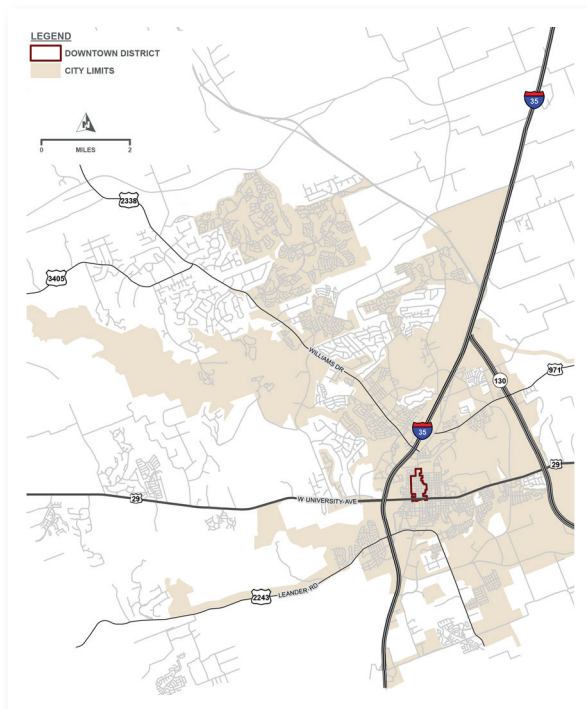 LEGEND
DOWNTOWN DISTRICT
CITY LIMITS
35
N
0 2
MILES
2338
3405
WILLIAMS DR
971
130
35
29
29
W UNIVERSITY AVE
2243
LEANDER RD